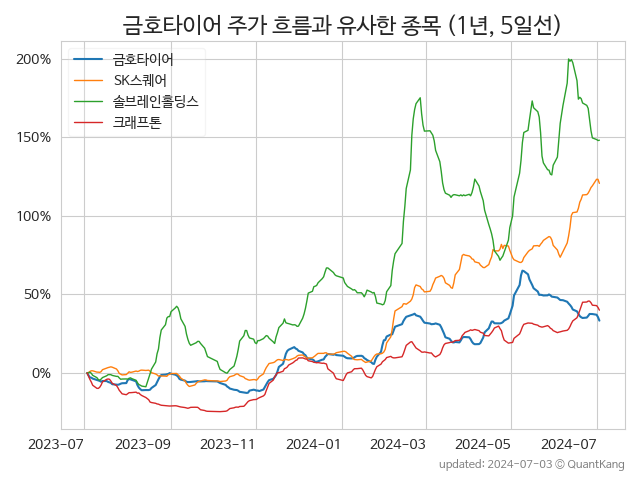 금호타이어 주가 흐름과 유사한 종목 (1년, 5일선)
200%
150%
100%
50%
0%
금호타이어
SK스퀘어
솔브레인홀딩스
크래프톤
2023-07
2023-09
2023-11
2024-01
2024-03
2024-05
2024-07
updated: 2024-07-03 © QuantKang